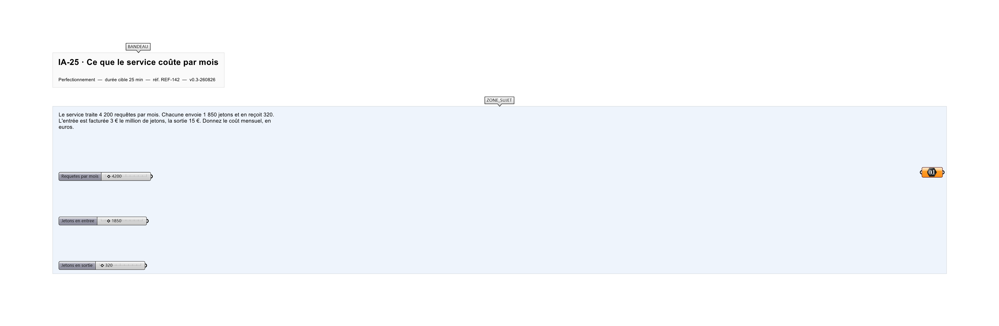 BANDEAU
IA-25 · Ce que le service coûte par mois
Perfectionnement — durée cible 25 min — réf. REF-142 — v0.3-260826
ZONE_SUJET
Le service traite 4 200 requêtes par mois. Chacune envoie 1 850 jetons et en reçoit 320.
L'entrée est facturée 3 € le million de jetons, la sortie 15 €. Donnez le coût mensuel, en
euros.
Requetes par mois 4200
0.1
Jetons en entree 1850
Jetons en sortie 320